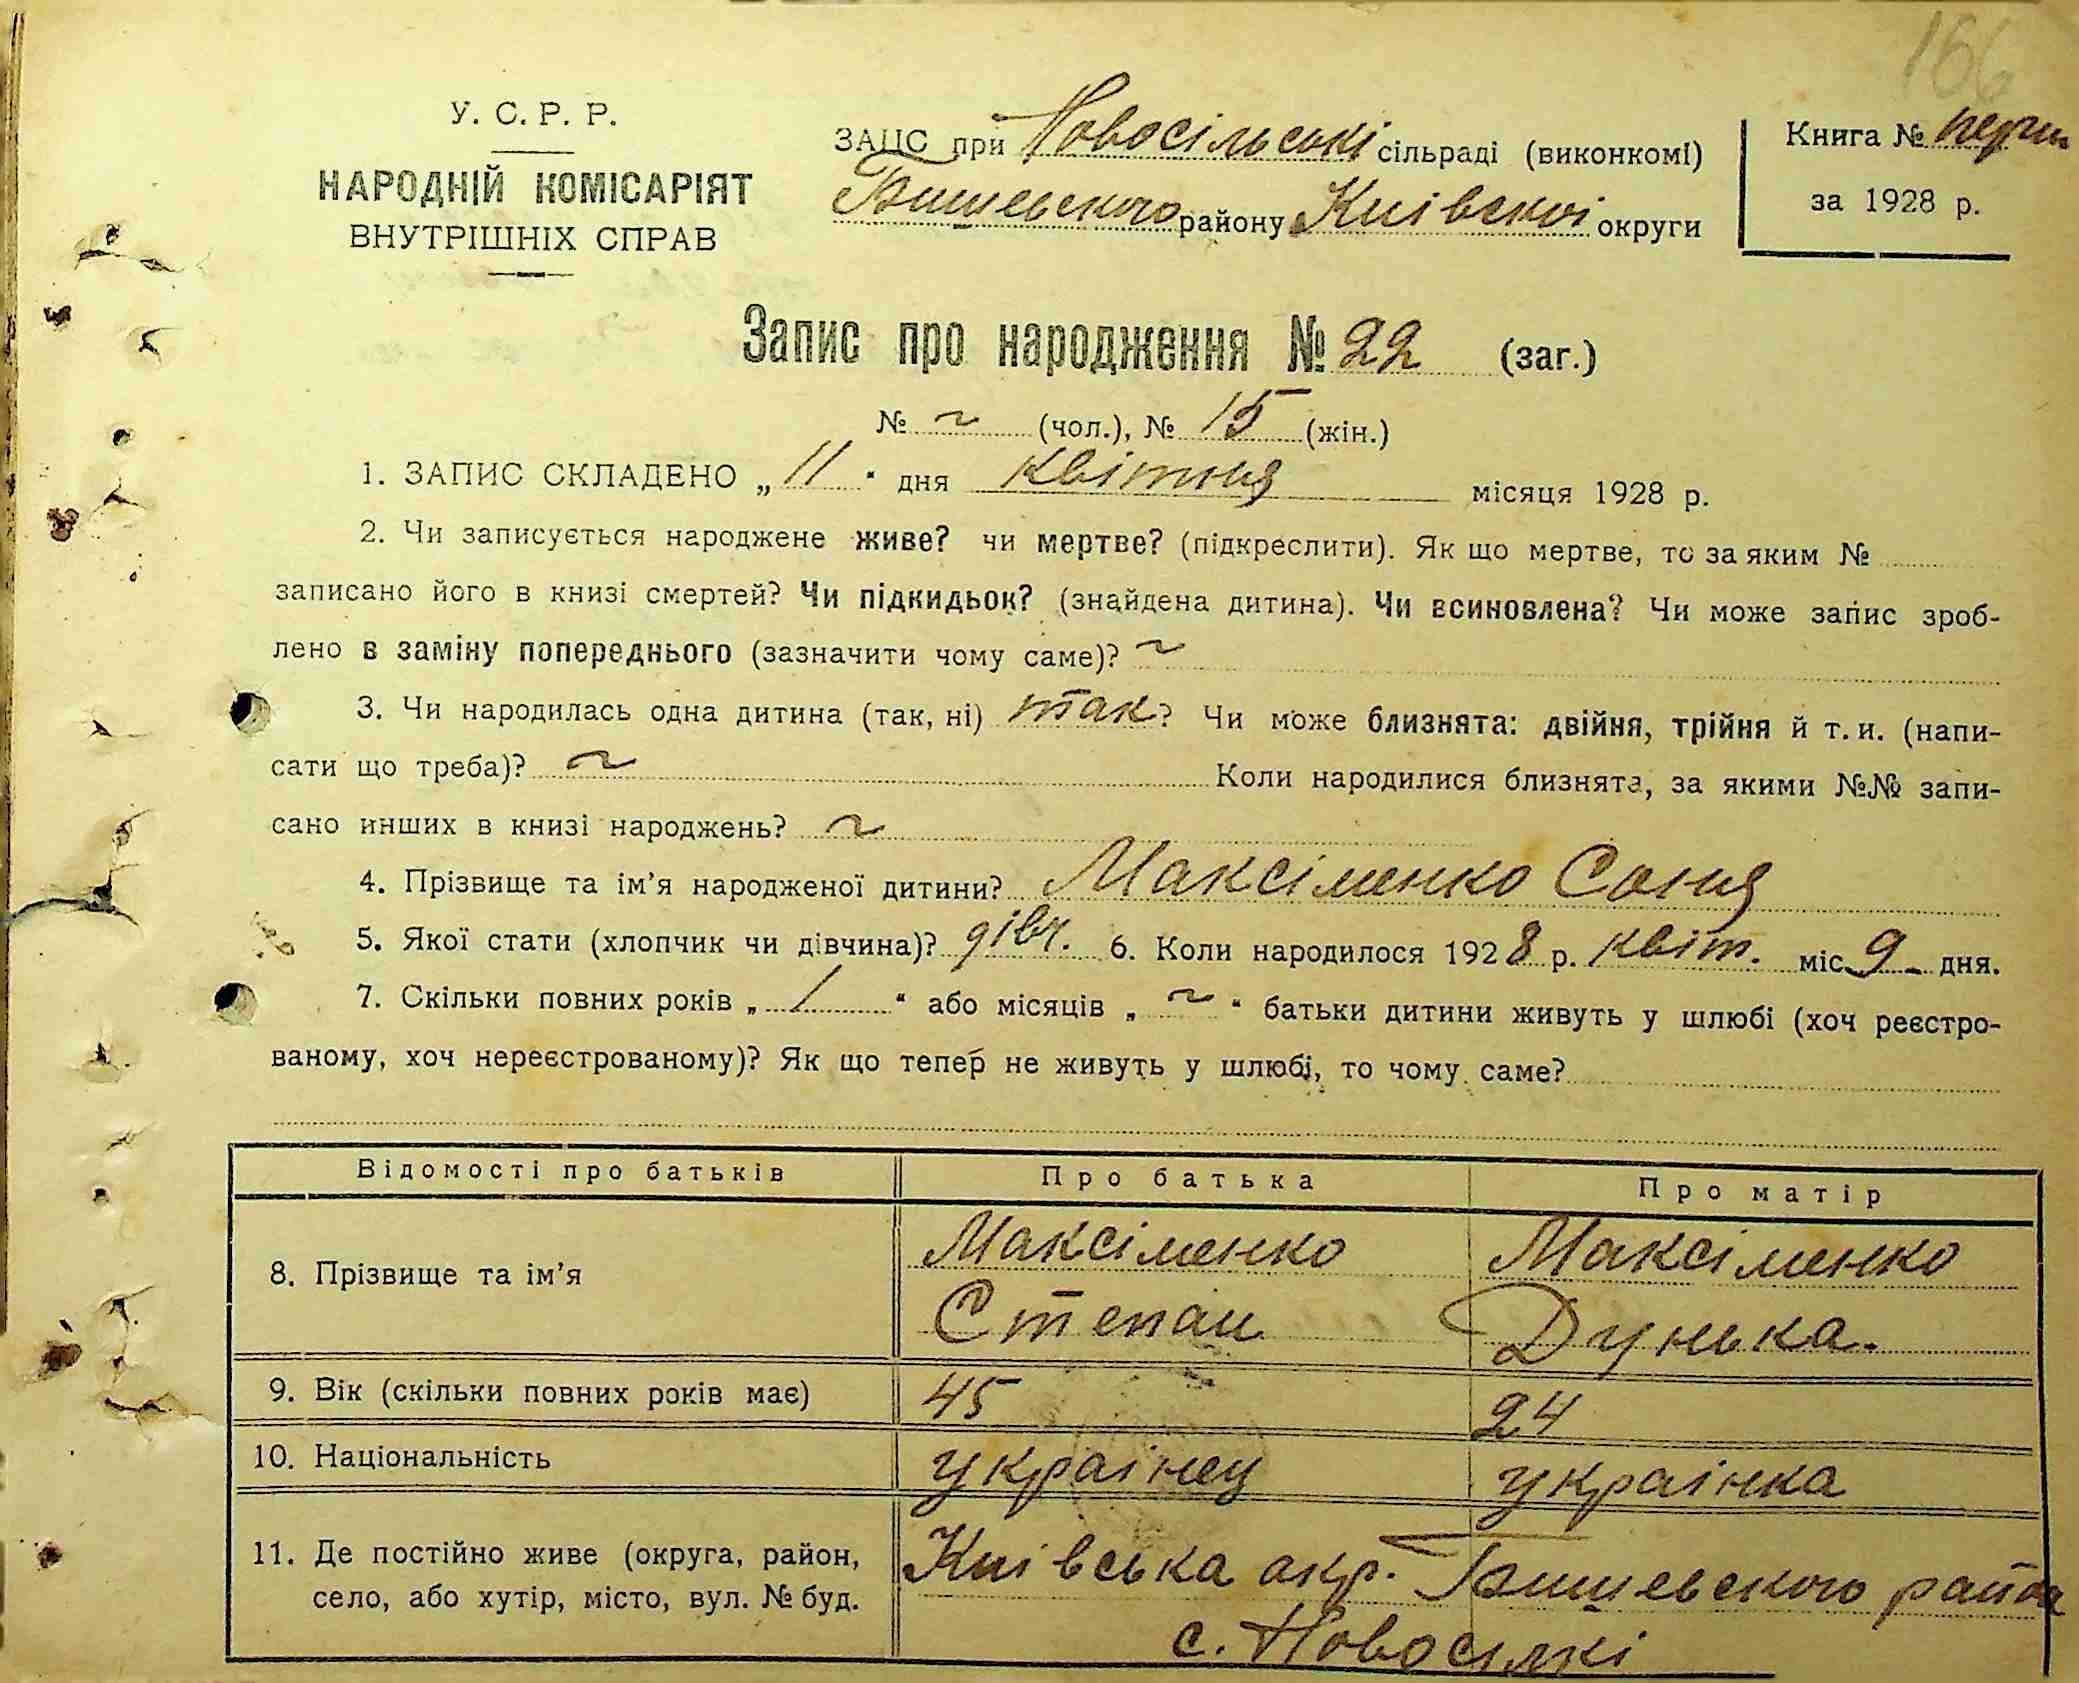 166
У. С. Р. Р.
НАРОДНІЙ КОМІСАРІЯТ
ВНУТРІШНІХ СПРАВ
ЗАЦС при Новосільські сільраді (виконкомі)
Бишевского району Киівскоі округи
Книга № перш
за 1928 р.
Запис про народження № 22 (заг.)
№ ~ (чол.), № 15 (жін.)
1. ЗАПИС СКЛАДЕНО „11" дня квітня місяця 1928 р.
2. Чи записується народжене живе? чи мертве? (підкреслити). Як що мертве, то за яким №
записано його в книзі смертей? Чи підкидьок? (знайдена дитина). Чи всиновлена? Чи може запис зроб-
лено в заміну попереднього (зазначити чому саме)? ~
3. Чи народилась одна дитина (так, ні) так? Чи може близнята: двійня, трійня й т. и. (напи-
сати що треба)? ~ Коли народилися близнята, за якими №№ запи-
сано инших в книзі народжень? ~
4. Прізвище та ім'я народженої дитини? Максіменко Соня
5. Якої стати (хлопчик чи дівчина)? дівч. 6. Коли народилося 1928 р. квіт. міс 9 - дня.
7. Скільки повних років „1" або місяців „~" батьки дитини живуть у шлюбі (хоч реєстро-
ваному, хоч нереєстрованому)? Як що тепер не живуть у шлюбі, то чому саме?
Відомості про батьків Про батька Про матір
8. Прізвище та ім'я
Максіменко Степан
Максіменко Дунька.
9. Вік (скільки повних років має) 45 24
10. Національність украінец украінка
11. Де постійно живе (округа, район,
село, або хутір, місто, вул. № буд.
Киівська окр. Бишевского район
с. Новосілкі